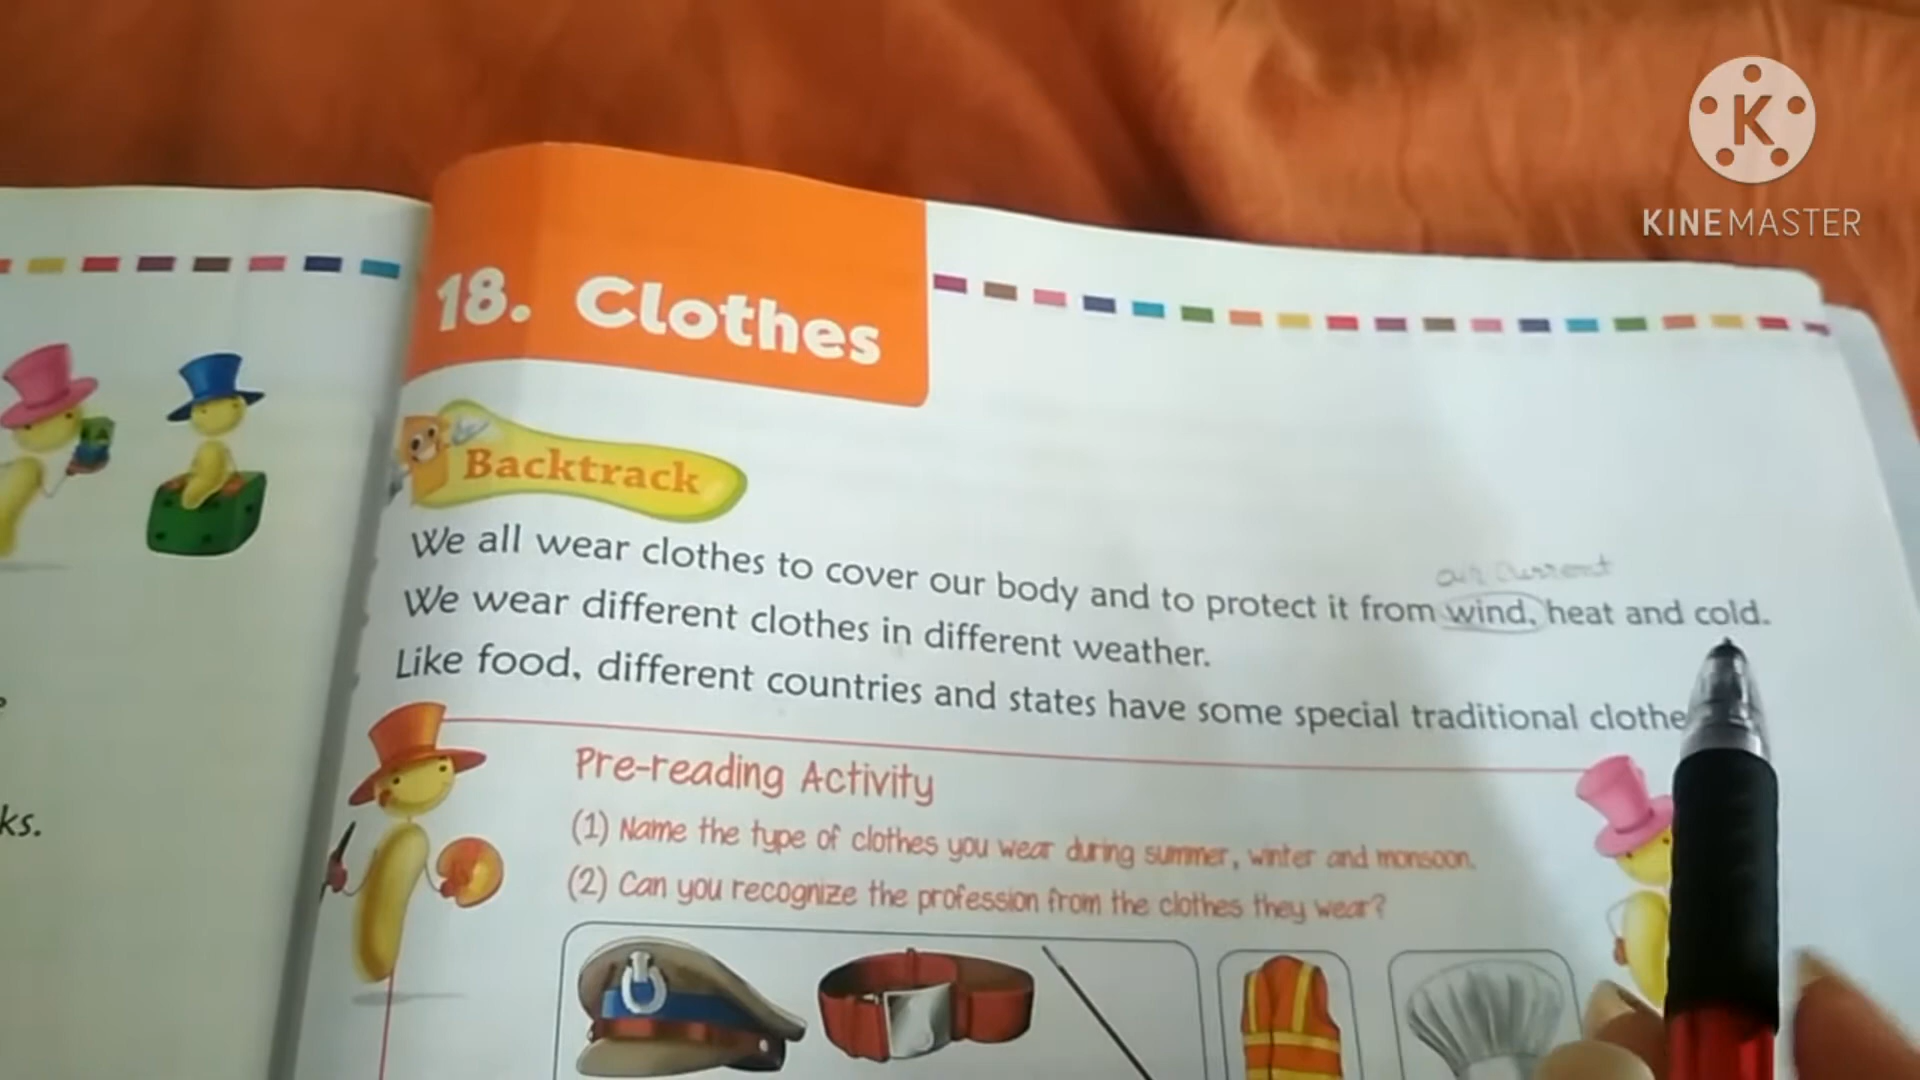 KINEMASTER
18. Clothes
Backtrack
air current
We all wear clothes to cover our body and to protect it from wind, heat and cold.
We wear different clothes in different weather.
Like food, different countries and states have some special traditional clothe
Pre-reading Activity
(1) Name the type of clothes you wear during summer, winter and monsoon.
(2) Can you recognize the profession from the clothes they wear?
ks.